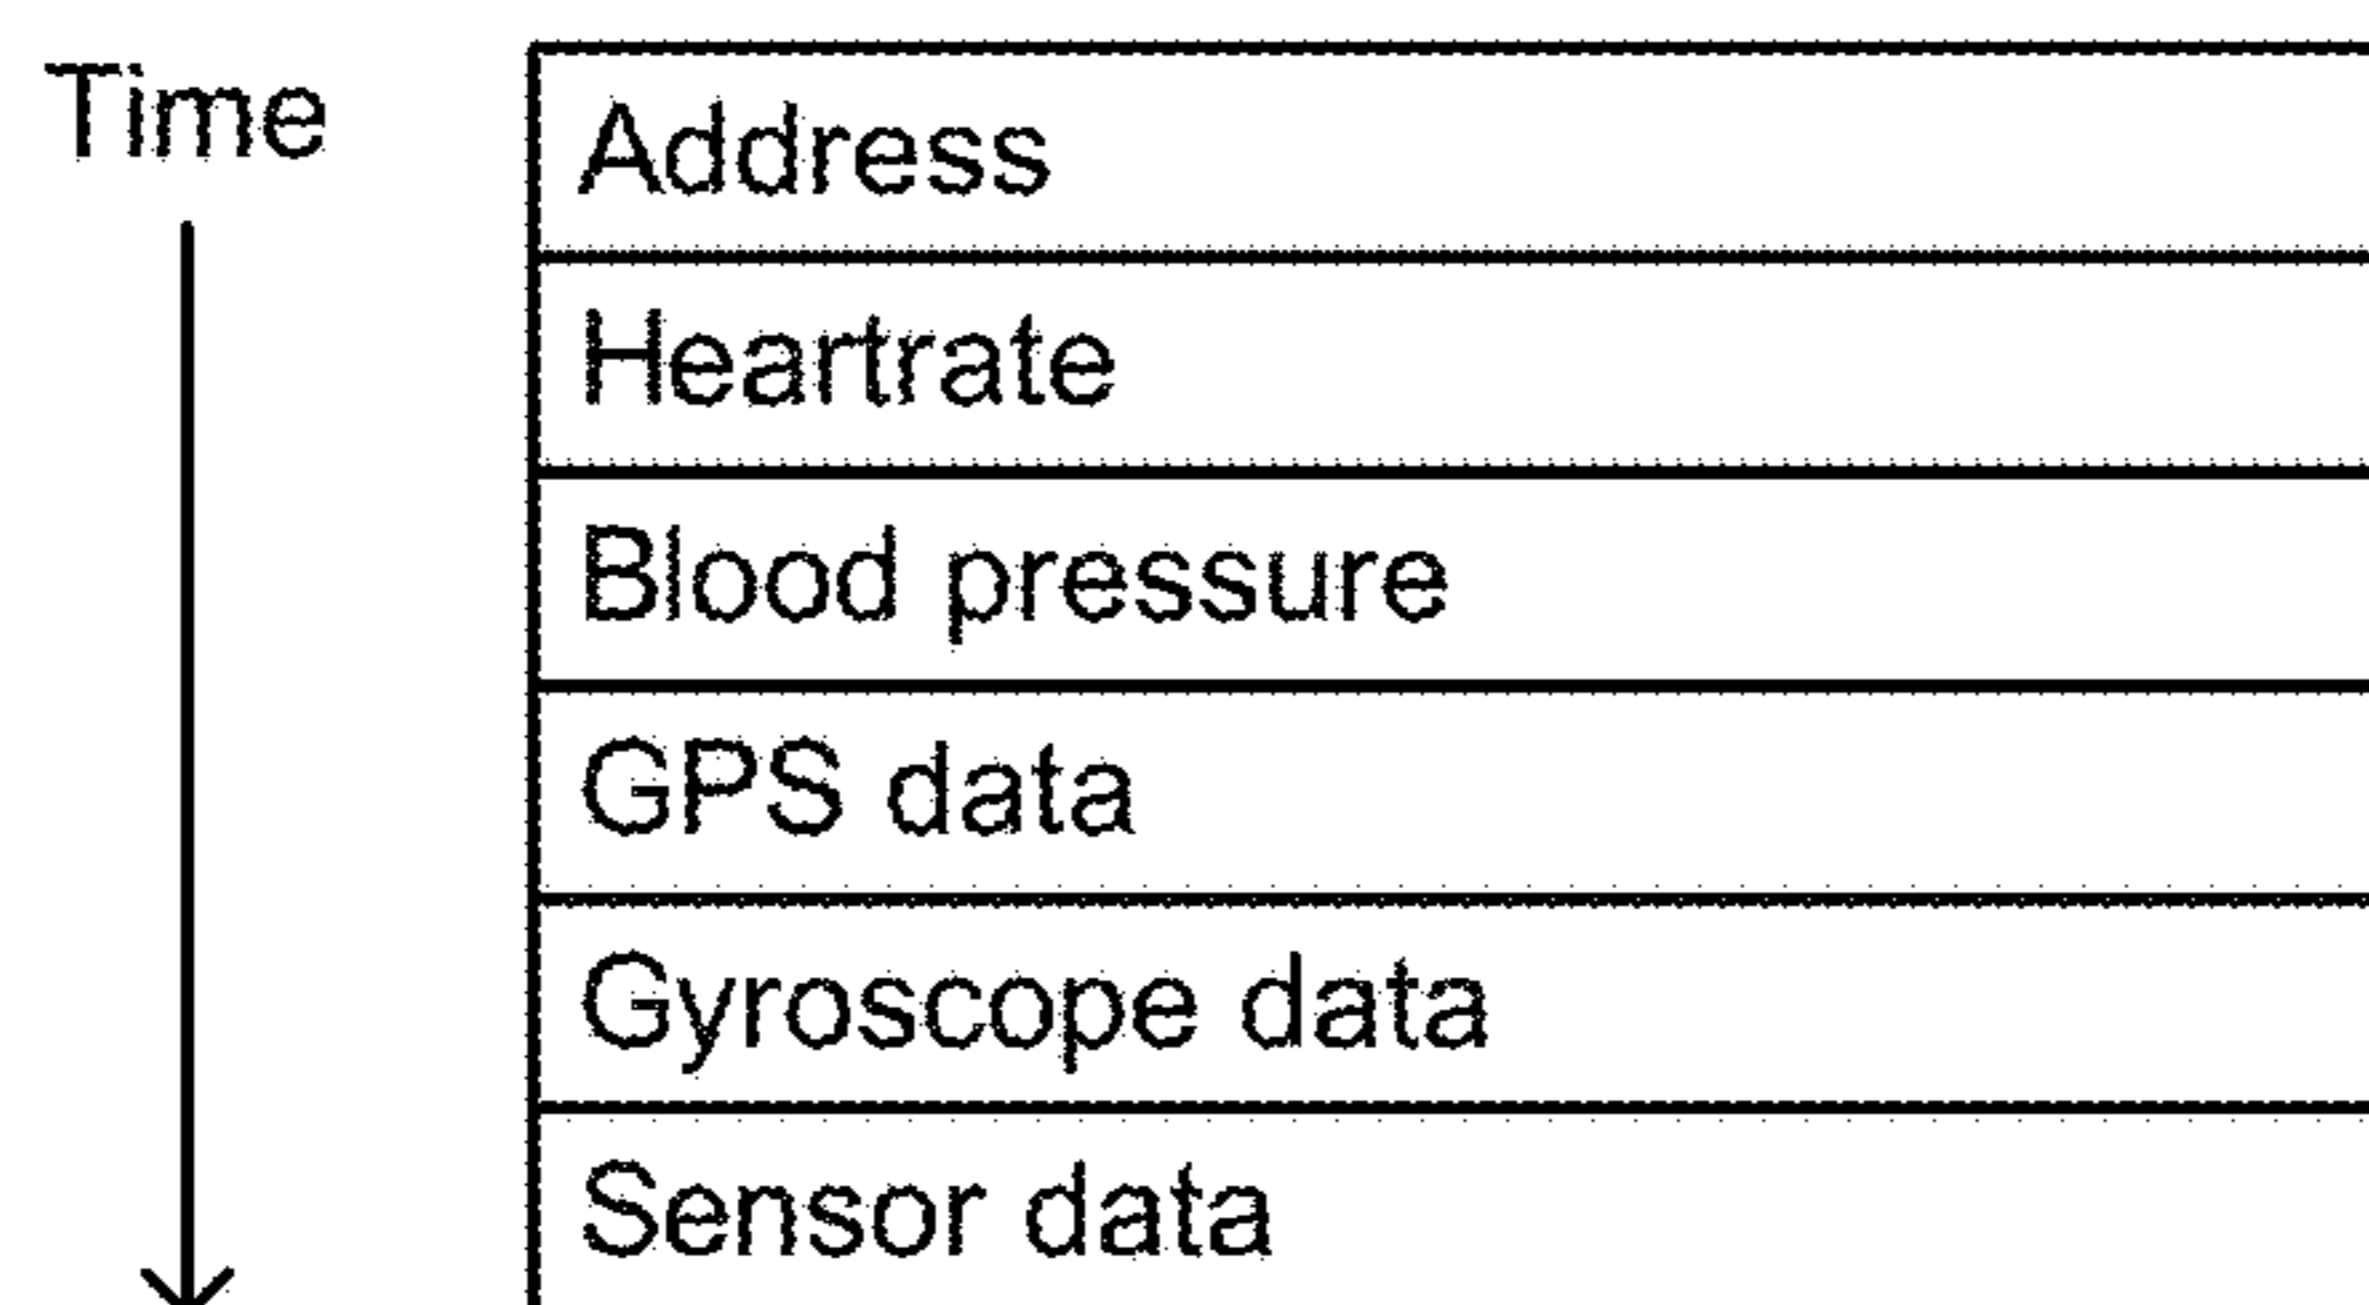 Time
Address
Heartrate
Blood pressure
GPS data
Gyroscope data
Sensor data